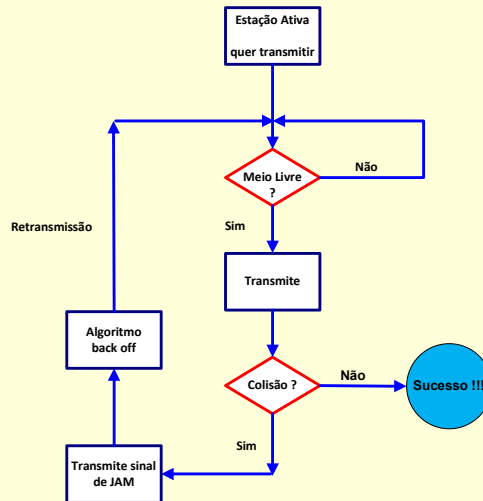 Estação Ativa
quer transmitir
Meio Livre
?
Não
Sim
Retransmissão
Transmite
Algoritmo
back off
Colisão ?
Não
Sucesso !!!
Sim
Transmite sinal
de JAM